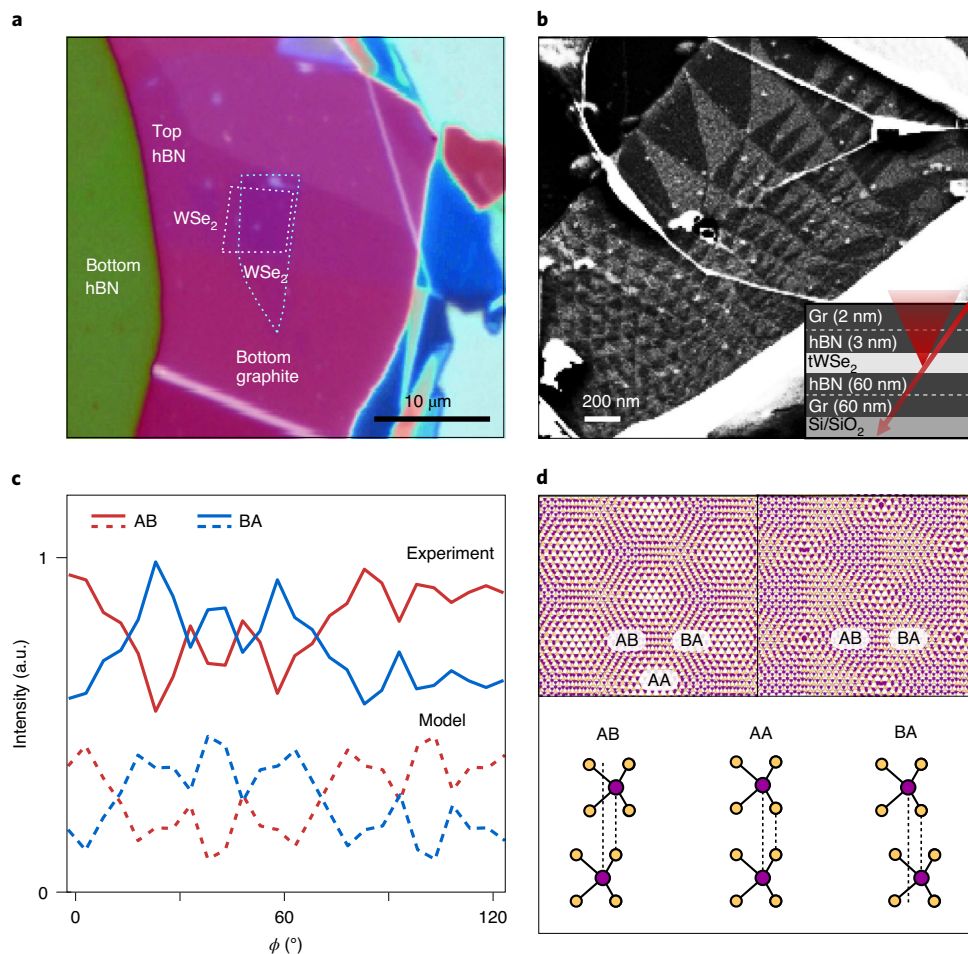 a
Top
hBN
WSe2
WSe2
Bottom
hBN
Bottom
graphite
10 μm
b
Gr (2 nm)
hBN (3 nm)
tWSe2
hBN (60 nm)
Gr (60 nm)
Si/SiO2
200 nm
c
AB
BA
Experiment
Model
Intensity (a.u.)
1
0
0
60
120
ϕ (°)
d
AB
BA
AA
AB
BA
AB
AA
BA